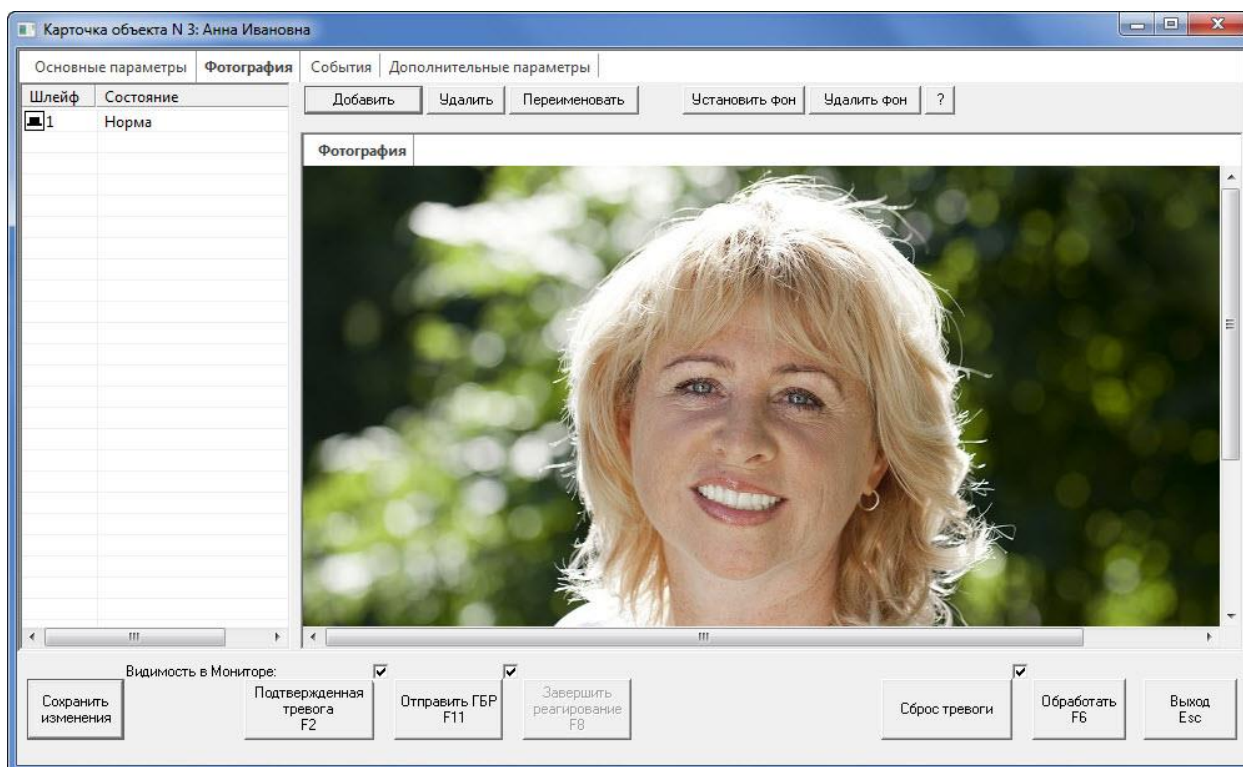 Карточка объекта N 3: Анна Ивановна
Основные параметры Фотография События Дополнительные параметры
Шлейф Состояние
1 Норма
Добавить Удалить Переименовать Установить фон Удалить фон ?
Фотография
Видимость в Мониторе:
Сохранить
изменения
Подтвержденная
тревога
F2
Отправить ГБР
F11
Завершить
реагирование
F8
Сброс тревоги
Обработать
F6
Выход
Esc